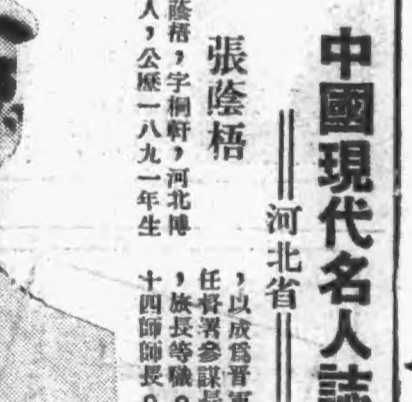 中國現代名人誌
河北省
張蔭梧
蔭梧，字桐軒，河北博
人，公歷一八九一年生
，以成爲晋軍
任督署參謀長
，旅長等職。
十四師師長。